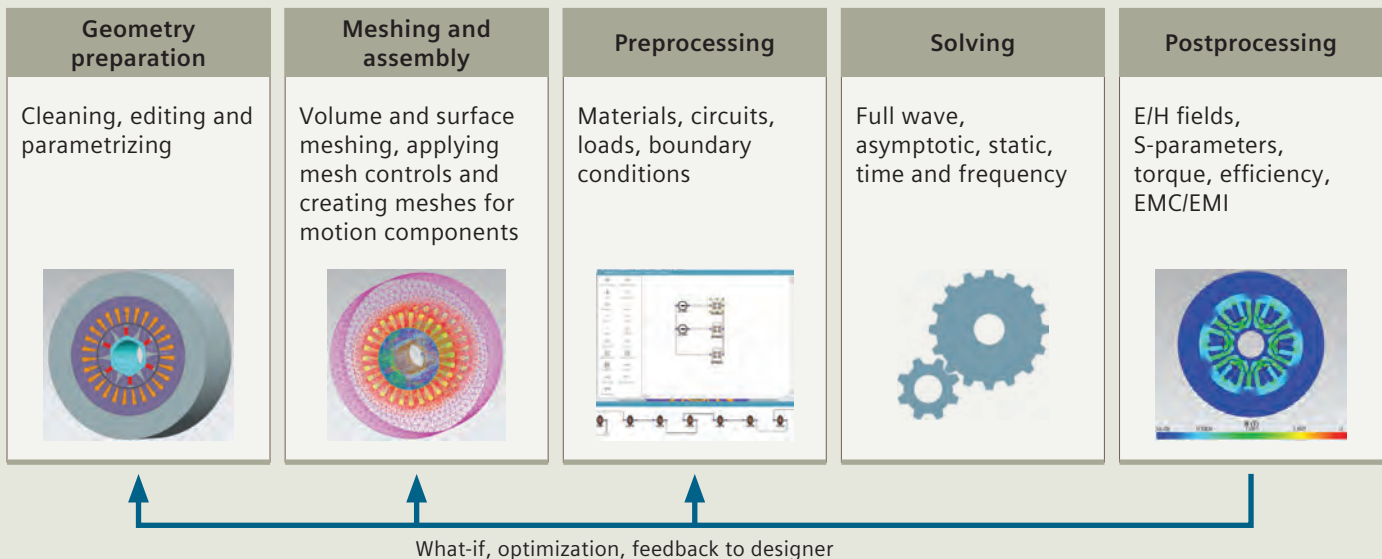 Geometry
preparation
Cleaning, editing and
parametrizing
Meshing and
assembly
Volume and surface
meshing, applying
mesh controls and
creating meshes for
motion components
Preprocessing
Materials, circuits,
loads, boundary
conditions
Solving
Full wave,
asymptotic, static,
time and frequency
Postprocessing
E/H fields,
S-parameters,
torque, efficiency,
EMC/EMI
What-if, optimization, feedback to designer